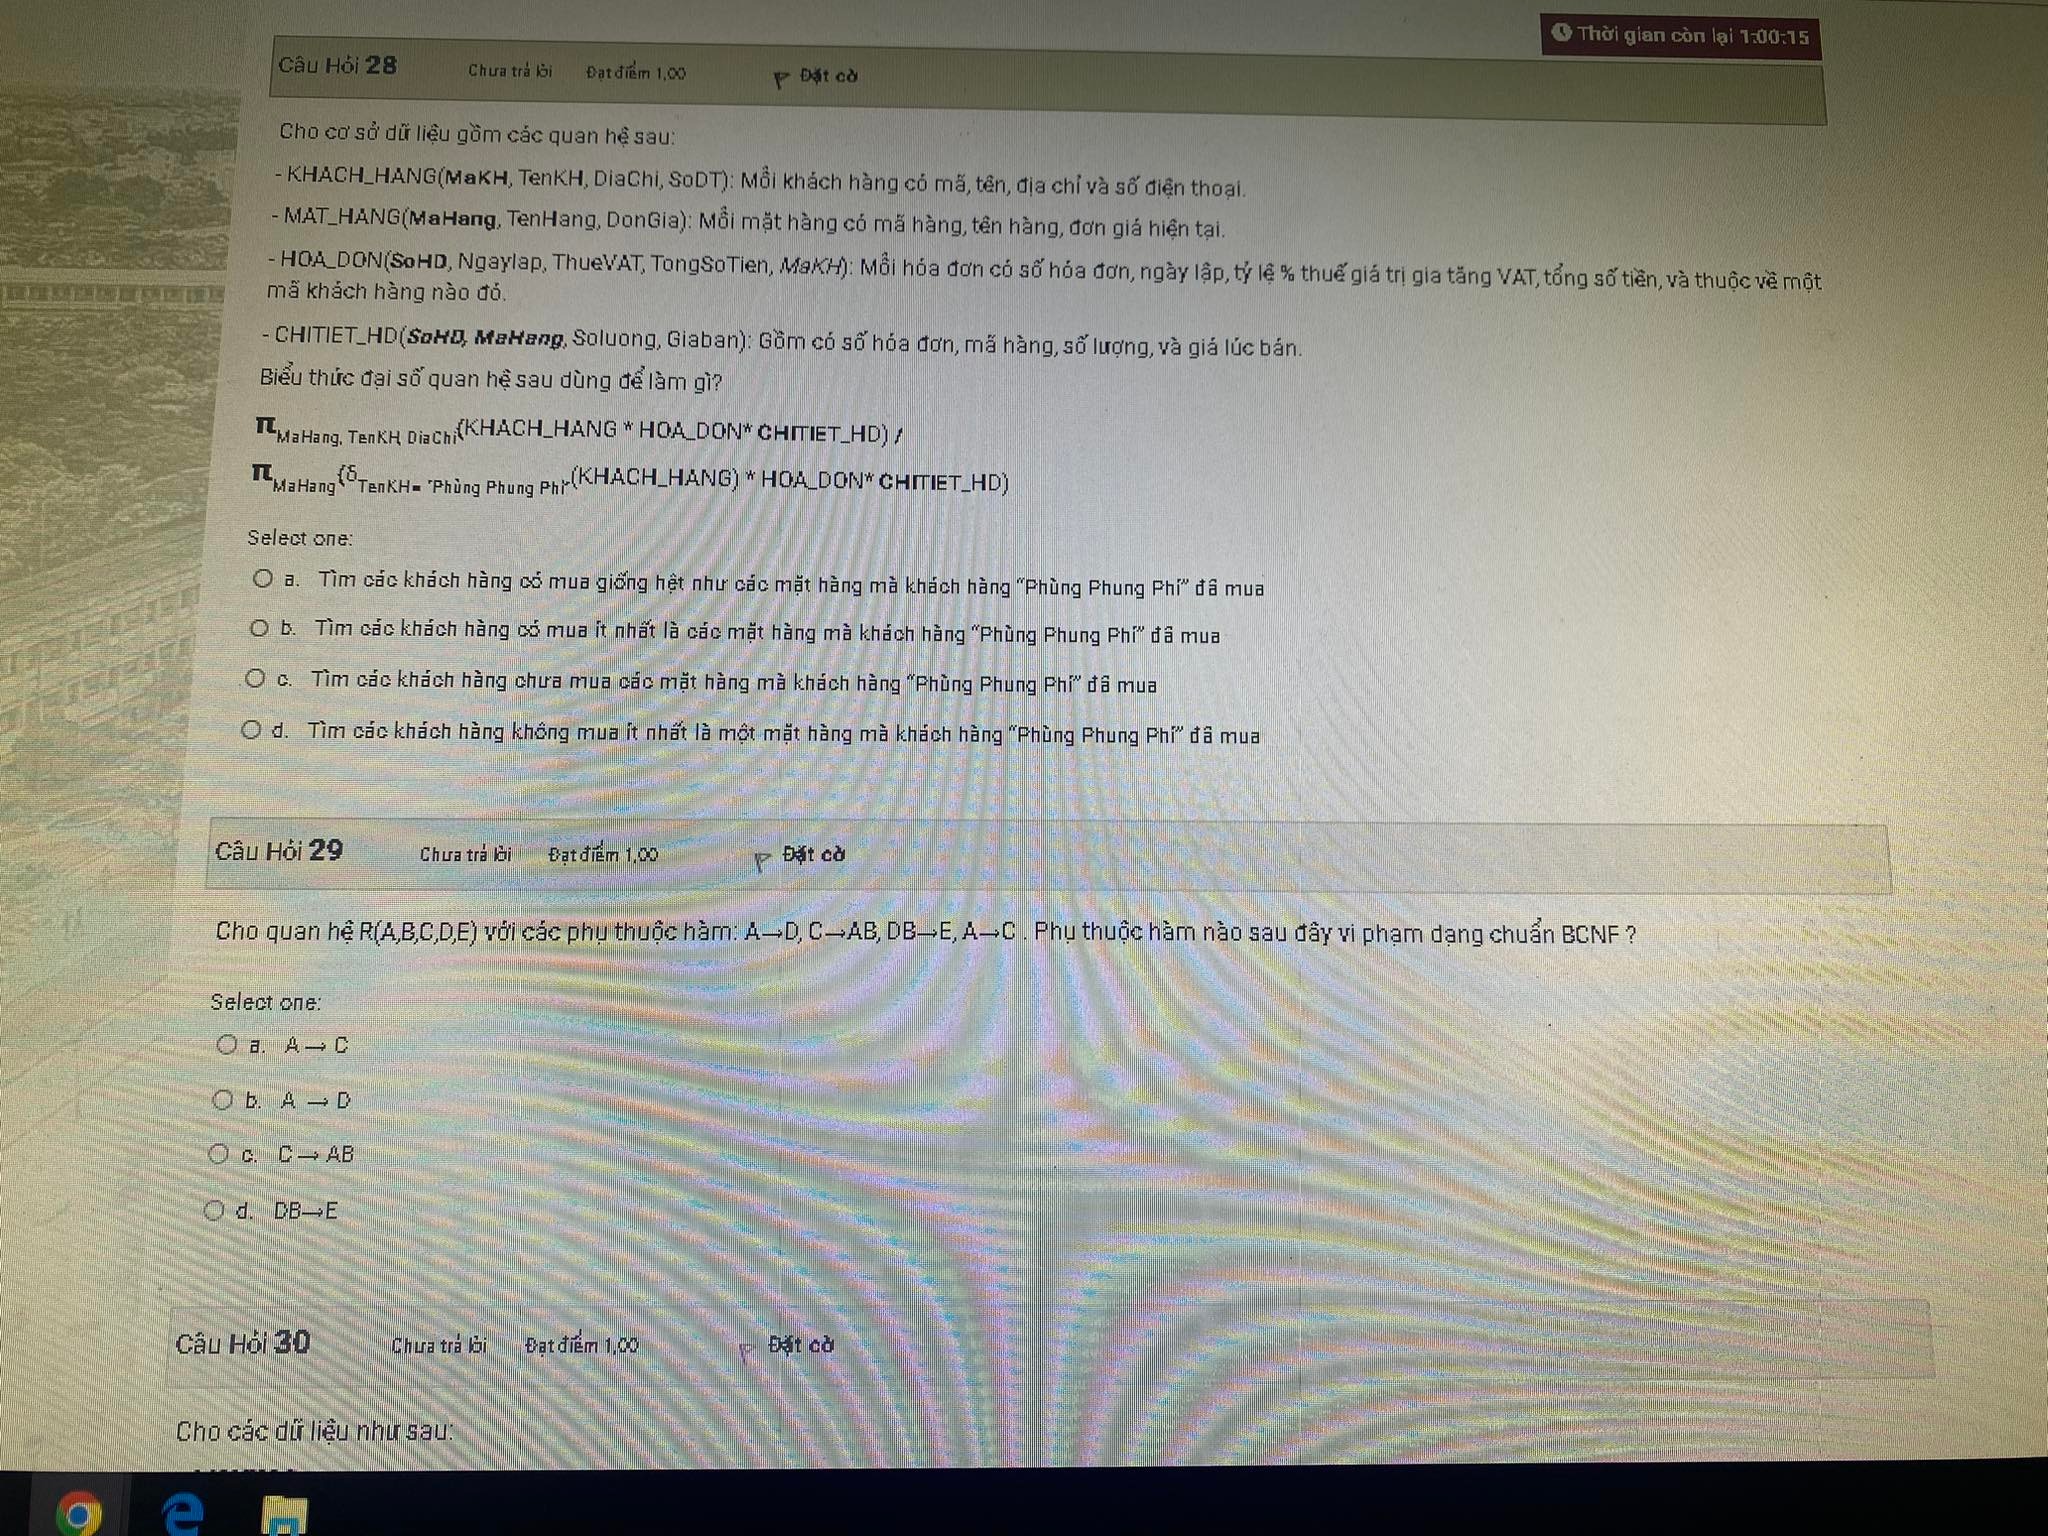 Thời gian còn lại 1:00:15
Câu Hỏi 28 Chưa trả lời Đạt điểm 1,00 Đặt cờ
Cho cơ sở dữ liệu gồm các quan hệ sau:
- KHACH_HANG(MaKH, TenKH, DiaChi, SoDT): Mỗi khách hàng có mã, tên, địa chỉ và số điện thoại.
- MAT_HANG(MaHang, TenHang, DonGia): Mỗi mặt hàng có mã hàng, tên hàng, đơn giá hiện tại.
- HOA_DON(SoHD, Ngaylap, ThueVAT, TongSoTien, MaKH): Mỗi hóa đơn có số hóa đơn, ngày lập, tỷ lệ % thuế giá trị gia tăng VAT, tổng số tiền, và thuộc về một
mã khách hàng nào đó.
- CHITIET_HD(SoHD, MaHang, Soluong, Giaban): Gồm có số hóa đơn, mã hàng, số lượng, và giá lúc bán.
Biểu thức đại số quan hệ sau dùng để làm gì?
π MaHang, TenKH, DiaChi(KHACH_HANG * HOA_DON* CHITIET_HD) /
π MaHang(δ TenKH= "Phùng Phung Phí"(KHACH_HANG) * HOA_DON* CHITIET_HD)
Select one:
a. Tìm các khách hàng có mua giống hệt như các mặt hàng mà khách hàng "Phùng Phung Phí" đã mua
b. Tìm các khách hàng có mua ít nhất là các mặt hàng mà khách hàng "Phùng Phung Phí" đã mua
c. Tìm các khách hàng chưa mua các mặt hàng mà khách hàng "Phùng Phung Phí" đã mua
d. Tìm các khách hàng không mua ít nhất là một mặt hàng mà khách hàng "Phùng Phung Phí" đã mua
Câu Hỏi 29 Chưa trả lời Đạt điểm 1,00 Đặt cờ
Cho quan hệ R(A,B,C,D,E) với các phụ thuộc hàm: A→D, C→AB, DB→E, A→C . Phụ thuộc hàm nào sau đây vi phạm dạng chuẩn BCNF ?
Select one:
a. A → C
b. A → D
c. C → AB
d. DB→E
Câu Hỏi 30 Chưa trả lời Đạt điểm 1,00 Đặt cờ
Cho các dữ liệu như sau: